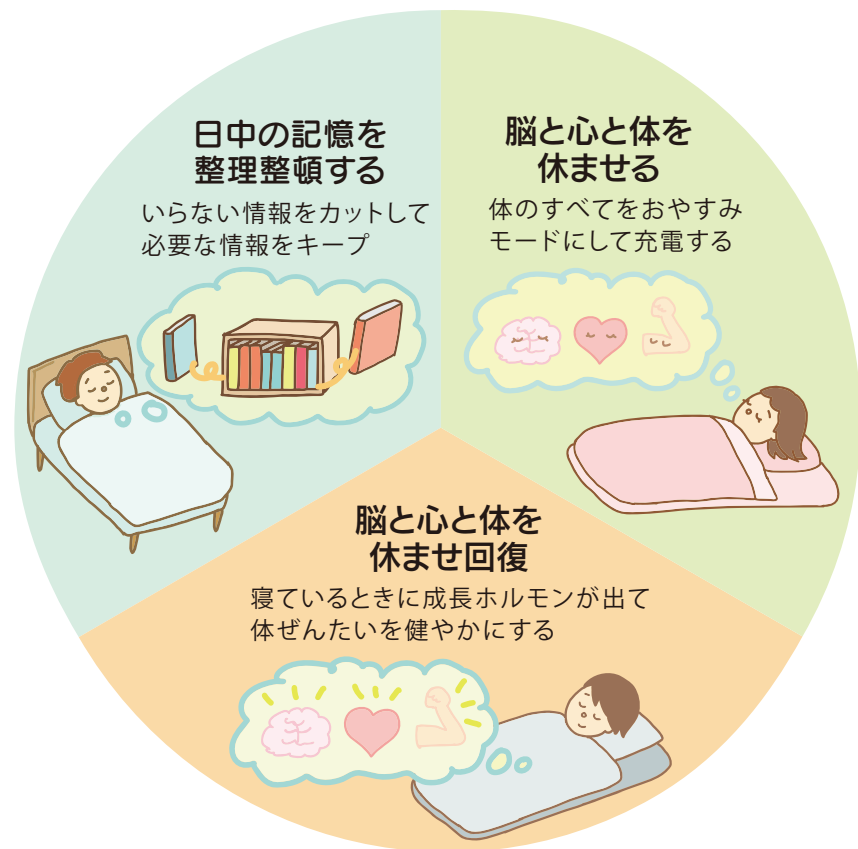 日中の記憶を
整理整頓する
いらない情報をカットして
必要な情報をキープ
脳と心と体を
休ませる
体のすべてをおやすみ
モードにして充電する
脳と心と体を
休ませ回復
寝ているときに成長ホルモンが出て
体ぜんたいを健やかにする